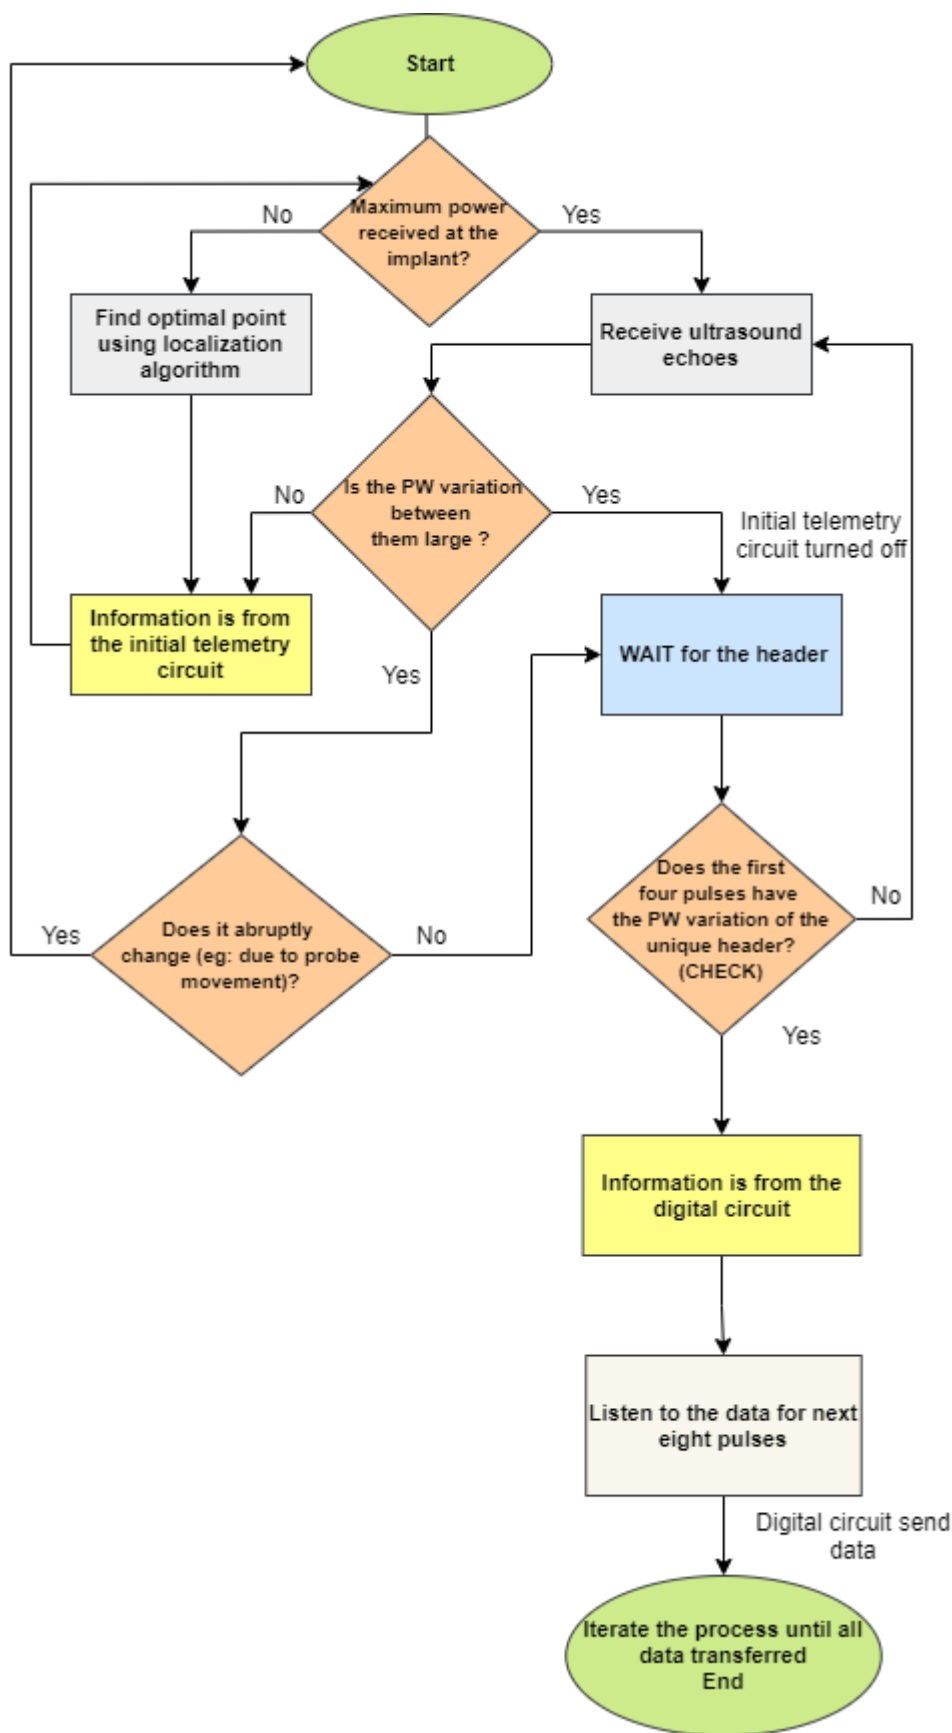 Start
Maximum power
received at the
implant?
No
Yes
Find optimal point
using localization
algorithm
Receive ultrasound
echoes
Is the PW variation
between
them large ?
No
Yes
Initial telemetry
circuit turned off
Information is from
the initial telemetry
circuit
WAIT for the header
Yes
Does the first
four pulses have
the PW variation of the
unique header?
(CHECK)
No
Does it abruptly
change (eg: due to probe
movement)?
Yes
No
Yes
Information is from the
digital circuit
Listen to the data for next
eight pulses
Digital circuit send
data
Iterate the process until all
data transferred
End